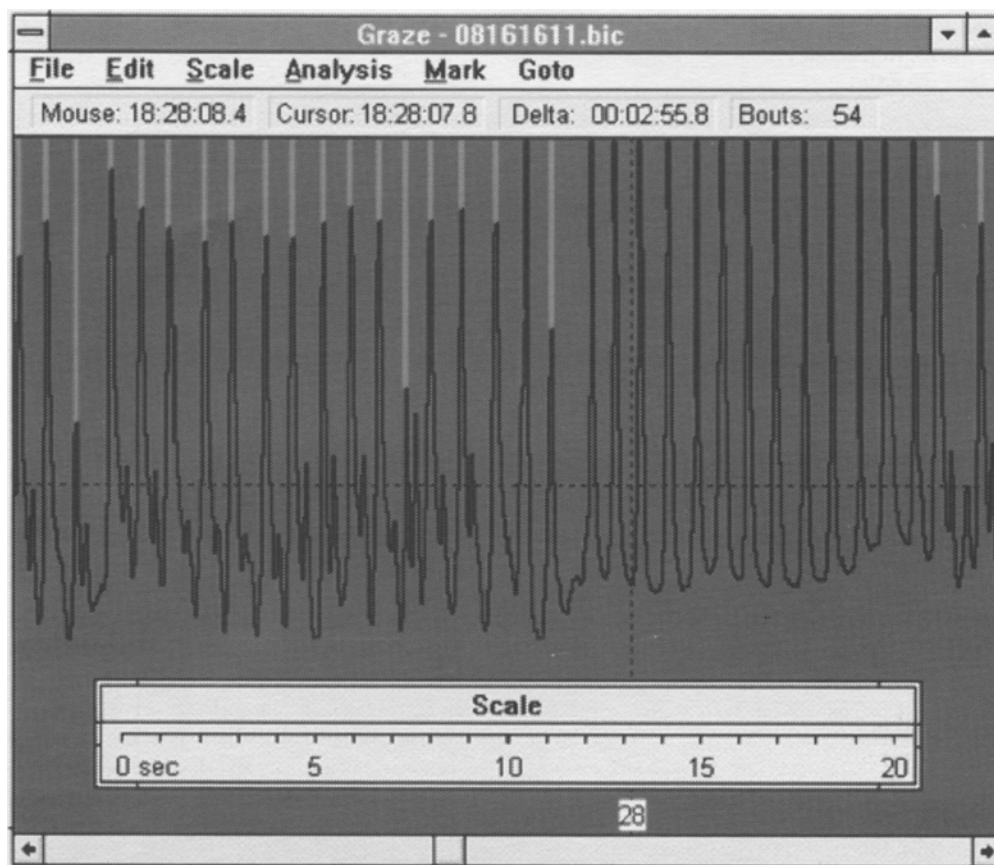 Graze - 08161611.bic
File Edit Scale Analysis Mark Goto
Mouse: 18:28:08.4 Cursor: 18:28:07.8 Delta: 00:02:55.8 Bouts: 54
Scale
0 sec 5 10 15 20
28